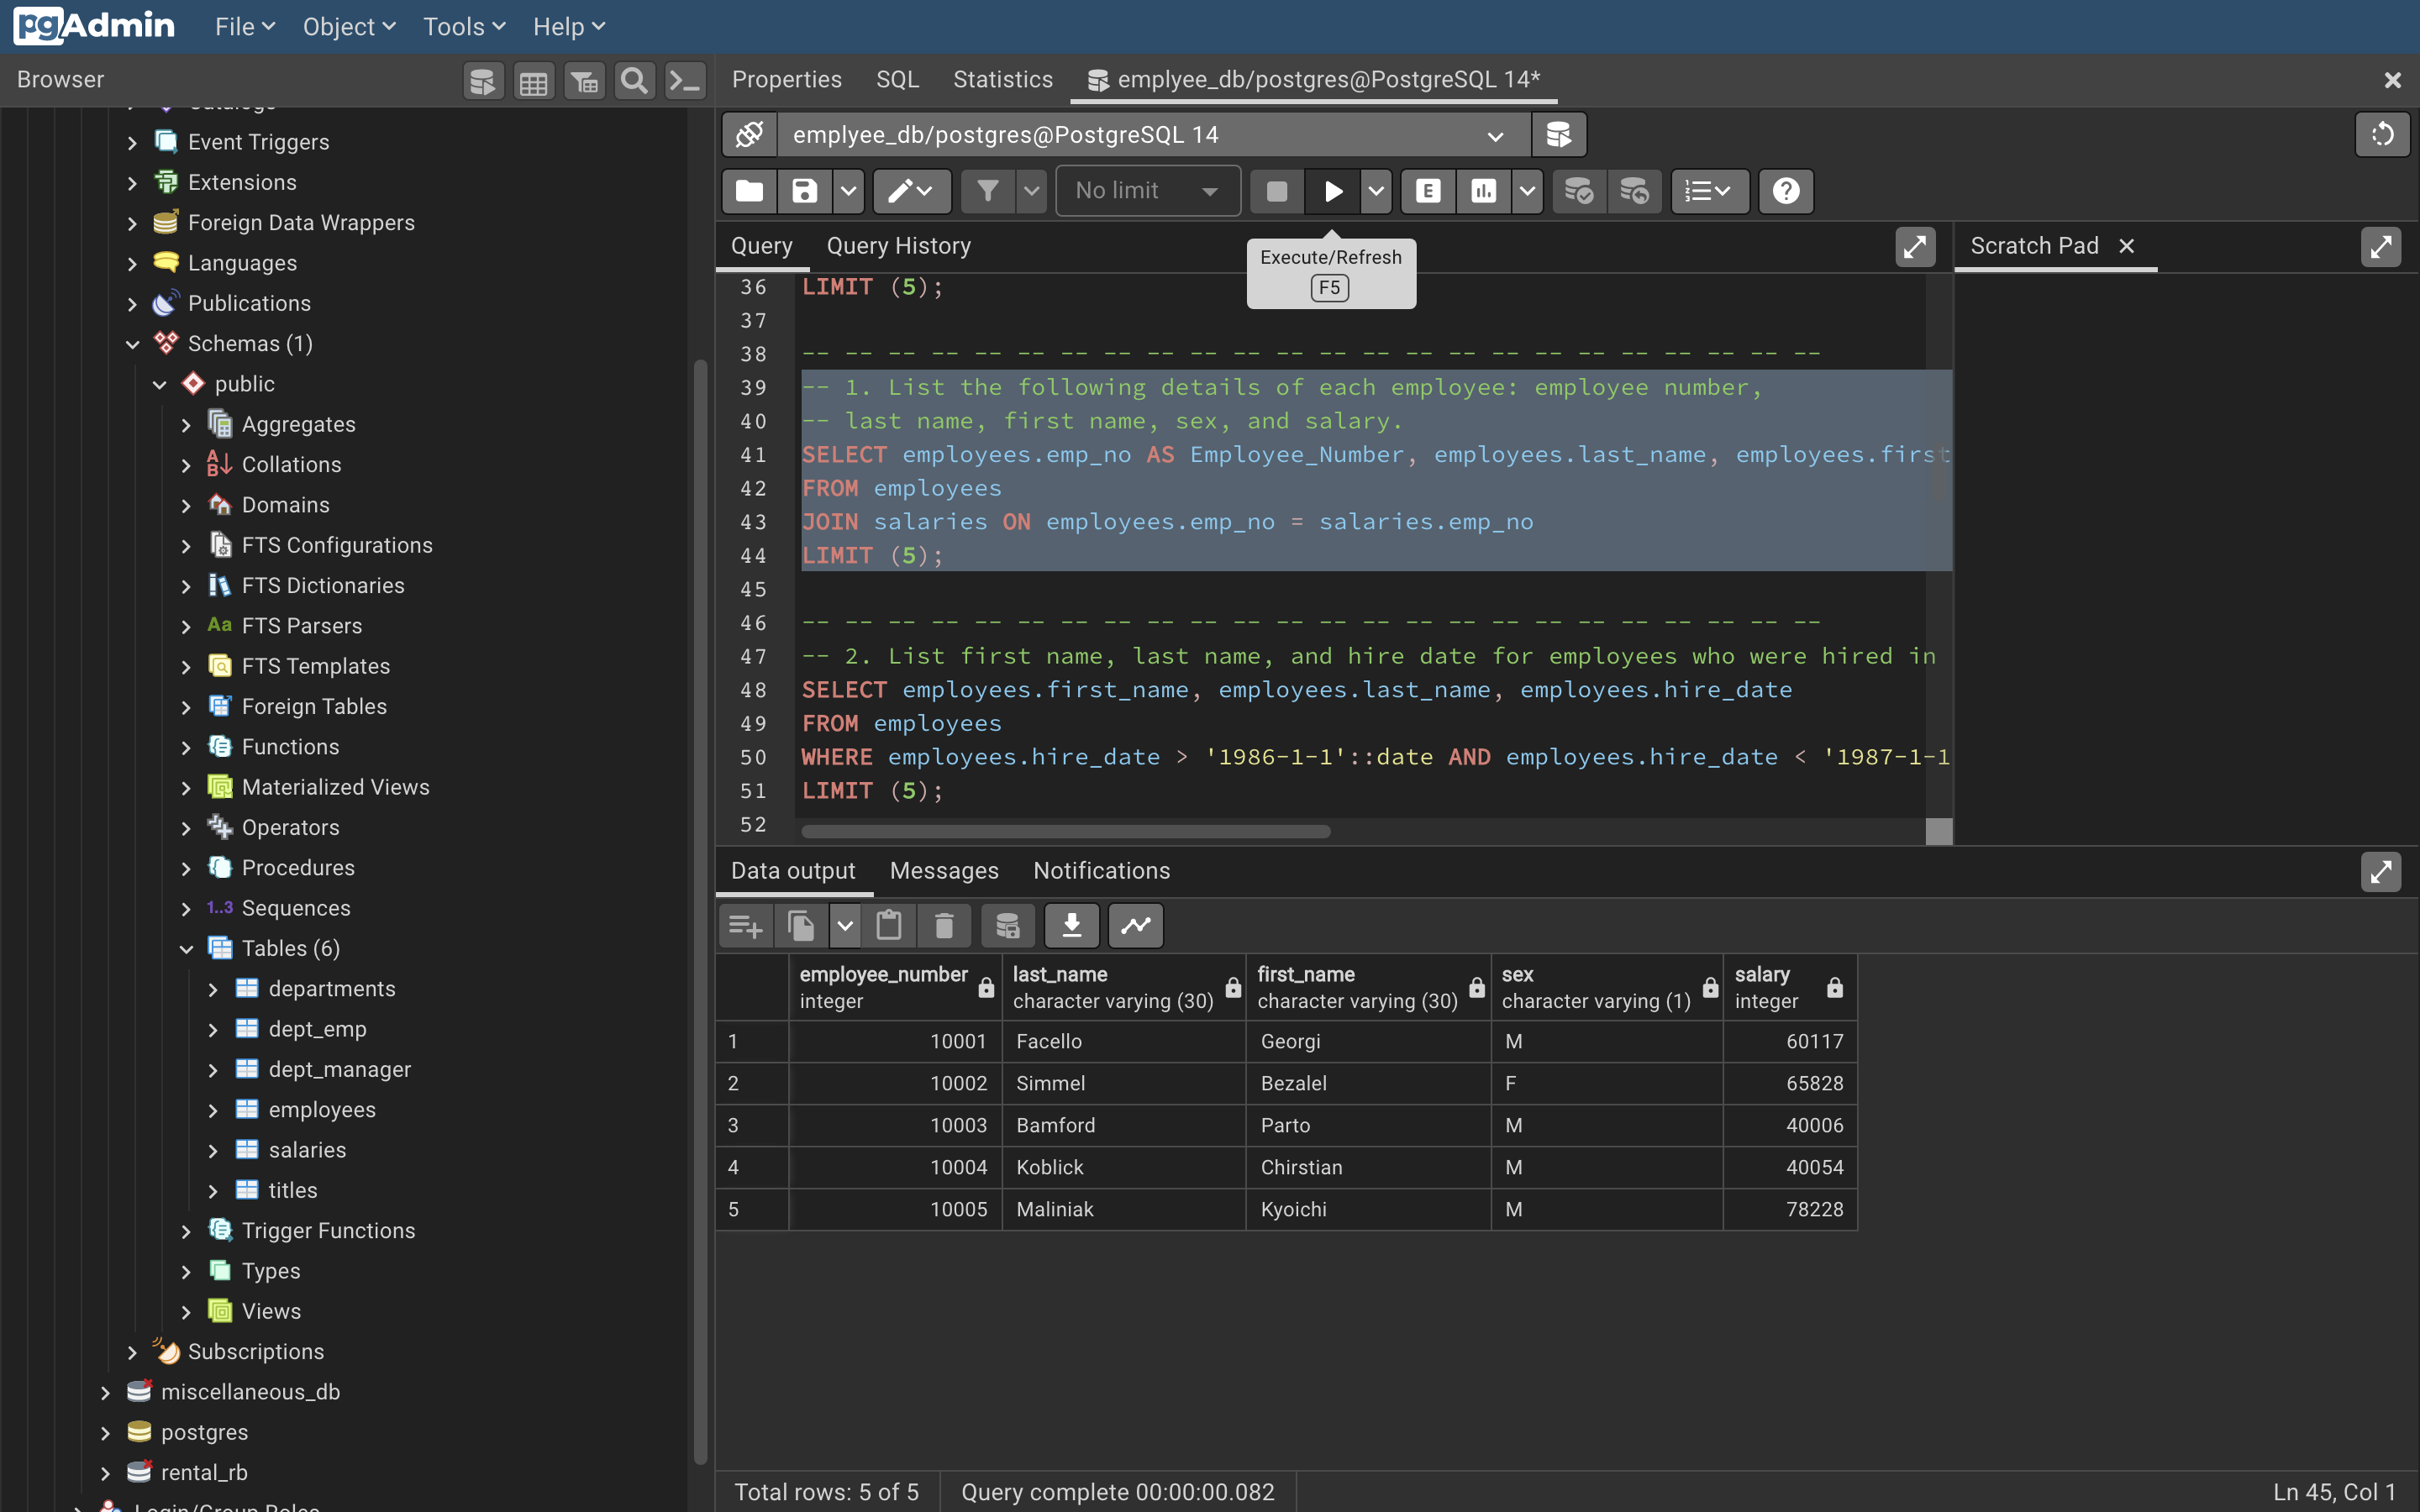 pgAdmin File Object Tools Help
Browser
Properties SQL Statistics emplyee_db/postgres@PostgreSQL 14*
Catalogs
Event Triggers
Extensions
Foreign Data Wrappers
Languages
Publications
Schemas (1)
public
Aggregates
Collations
Domains
FTS Configurations
FTS Dictionaries
Aa FTS Parsers
FTS Templates
Foreign Tables
Functions
Materialized Views
Operators
Procedures
1..3 Sequences
Tables (6)
departments
dept_emp
dept_manager
employees
salaries
titles
Trigger Functions
Types
Views
Subscriptions
miscellaneous_db
postgres
rental_rb
Login/Group Roles
emplyee_db/postgres@PostgreSQL 14
No limit E
Query Query History
Execute/Refresh
F5
Scratch Pad
36 LIMIT (5);
37
38 -- -- -- -- -- -- -- -- -- -- -- -- -- -- -- -- -- -- -- -- -- -- -- --
39 -- 1. List the following details of each employee: employee number,
40 -- last name, first name, sex, and salary.
41 SELECT employees.emp_no AS Employee_Number, employees.last_name, employees.first
42 FROM employees
43 JOIN salaries ON employees.emp_no = salaries.emp_no
44 LIMIT (5);
45
46 -- -- -- -- -- -- -- -- -- -- -- -- -- -- -- -- -- -- -- -- -- -- -- --
47 -- 2. List first name, last name, and hire date for employees who were hired in
48 SELECT employees.first_name, employees.last_name, employees.hire_date
49 FROM employees
50 WHERE employees.hire_date > '1986-1-1'::date AND employees.hire_date < '1987-1-1
51 LIMIT (5);
52
Data output Messages Notifications
employee_number last_name first_name sex salary
integer character varying (30) character varying (30) character varying (1) integer
1 10001 Facello Georgi M 60117
2 10002 Simmel Bezalel F 65828
3 10003 Bamford Parto M 40006
4 10004 Koblick Chirstian M 40054
5 10005 Maliniak Kyoichi M 78228
Total rows: 5 of 5 Query complete 00:00:00.082 Ln 45, Col 1